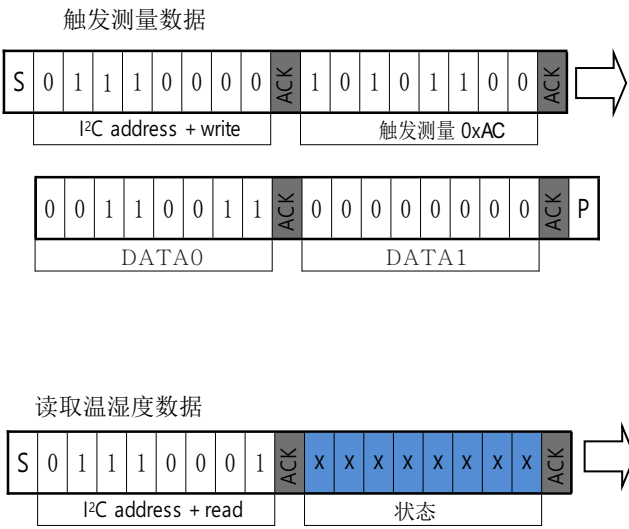 触发测量数据
S 0 1 1 1 0 0 0 0 ACK 1 0 1 0 1 1 0 0 ACK
I²C address + write 触发测量 0xAC
0 0 1 1 0 0 1 1 ACK 0 0 0 0 0 0 0 0 ACK P
DATA0 DATA1
读取温湿度数据
S 0 1 1 1 0 0 0 1 ACK X X X X X X X X ACK
I²C address + read 状态